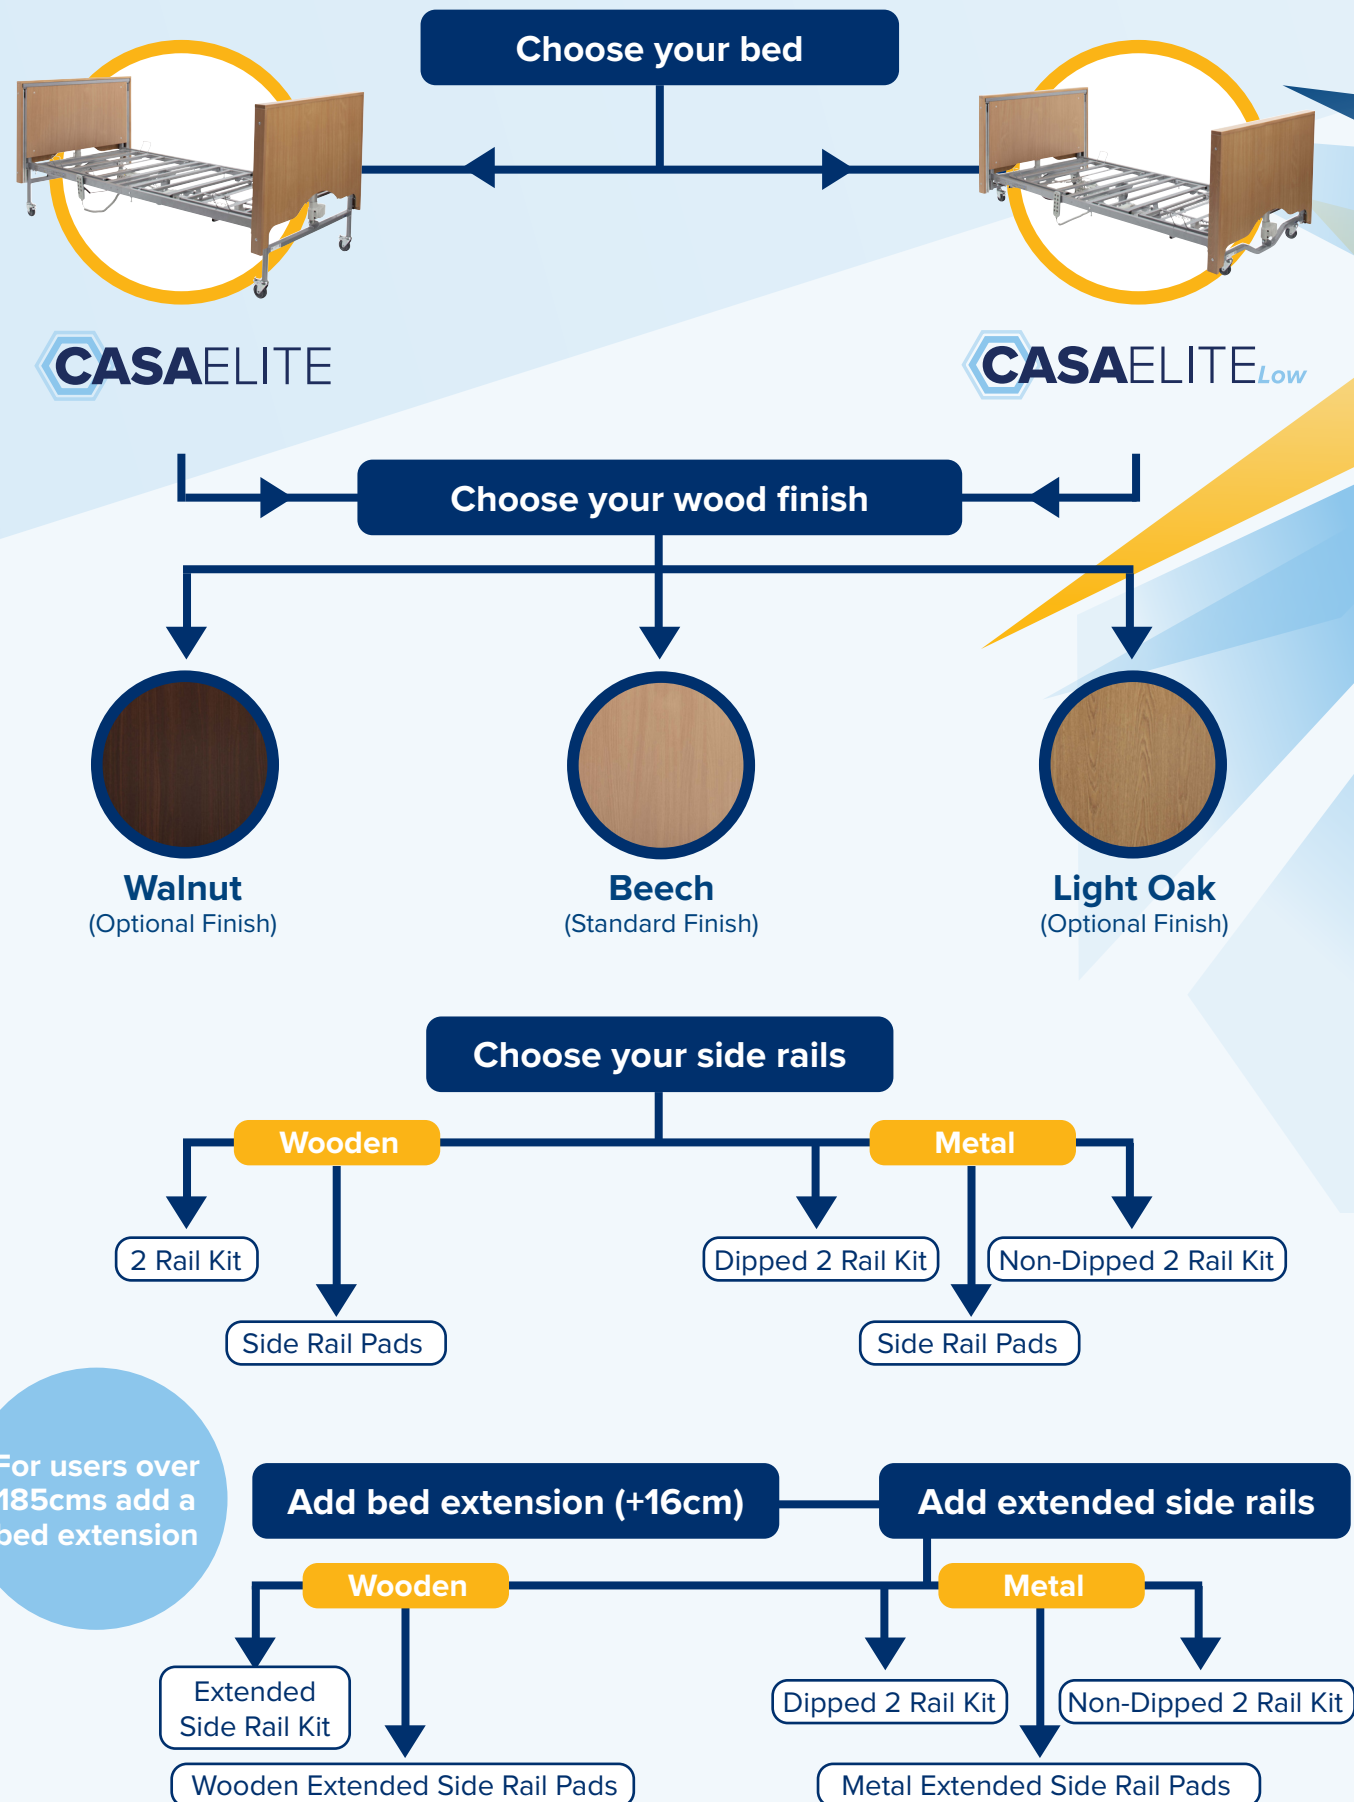 Choose your bed
CASAELITE
CASAELITE Low
Choose your wood finish
Walnut
(Optional Finish)
Beech
(Standard Finish)
Light Oak
(Optional Finish)
Choose your side rails
Wooden
Metal
2 Rail Kit
Dipped 2 Rail Kit
Non-Dipped 2 Rail Kit
Side Rail Pads
Side Rail Pads
For users over
185cms add a
bed extension
Add bed extension (+16cm)
Add extended side rails
Wooden
Metal
Extended
Side Rail Kit
Dipped 2 Rail Kit
Non-Dipped 2 Rail Kit
Wooden Extended Side Rail Pads
Metal Extended Side Rail Pads